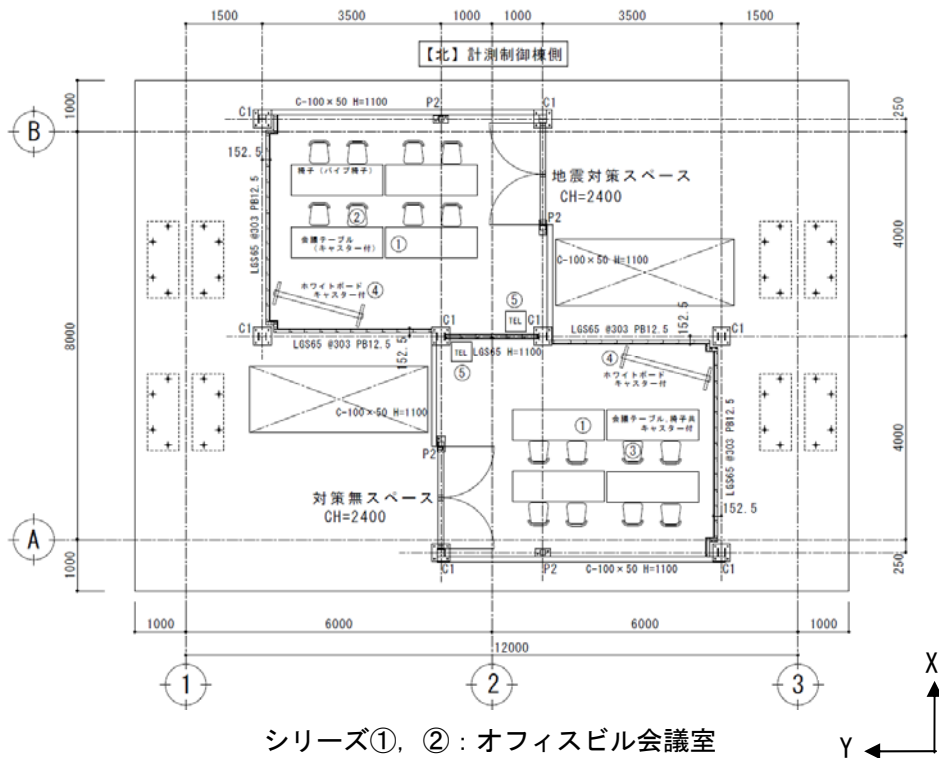 1500 3500 1000 1000 3500 1500
【北】計測制御棟側
C-100×50 H=1100 P2 C1
C1
1000 250
B
152.5
椅子（パイプ椅子）
地震対策スペース
CH=2400
②
P2
会議テーブル
（キャスター付）
①
LGS65 @303 PB12.5
C-100×50 H=1100
4000 4000
ホワイトボード
キャスター付
④
⑤
TEL
C1 C1 C1 C1
LGS65 @303 PB12.5
152.5
LGS65 H=1100
LGS65 @303 PB12.5
152.5
8000
TEL
⑤
④
ホワイトボード
キャスター付
C-100×50 H=1100
①
会議テーブル、椅子共
キャスター付
③
LGS65 @303 PB12.5
P2
対策無スペース
CH=2400
152.5
4000
A
C1 P2 C-100×50 H=1100 C1
1000 250
1000 6000 6000 1000
12000
1 2 3
X
Y
シリーズ①，②：オフィスビル会議室